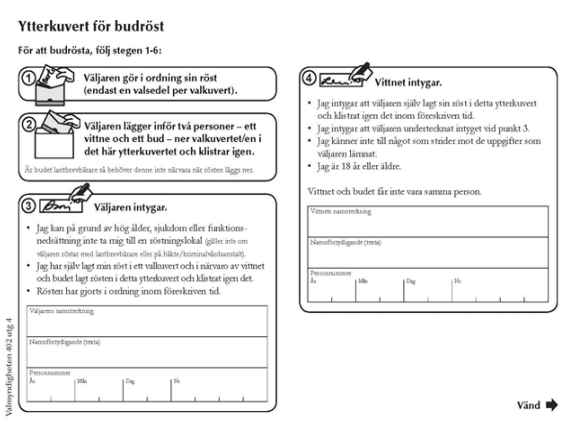 Ytterkuvert för budröst
För att budrösta, följ stegen 1-6:
1
Väljaren gör i ordning sin röst
(endast en valsedel per valkuvert).
2
Väljaren lägger inför två personer – ett
vittne och ett bud – ner valkuvertet/en i
det här ytterkuvertet och klistrar igen.
Är budet lantbrevbärare så behöver denne inte närvara när rösten läggs ner.
3
Väljaren intygar.
• Jag kan på grund av hög ålder, sjukdom eller funktions-
nedsättning inte ta mig till en röstningslokal (gäller inte om
väljaren röstar med lantbrevbärare eller på häkte/kriminalvårdsanstalt).
• Jag har själv lagt min röst i ett valkuvert och i närvaro av vittnet
och budet lagt rösten i detta ytterkuvert och klistrat igen det.
• Rösten har gjorts i ordning inom föreskriven tid.
Väljarens namnteckning
Namnförtydligande (texta)
Personnummer
År Mån Dag Nr
Valmyndigheten 402 utg 4
4
Vittnet intygar.
• Jag intygar att väljaren själv lagt sin röst i detta ytterkuvert
och klistrat igen det inom föreskriven tid.
• Jag intygar att väljaren undertecknat intyget vid punkt 3.
• Jag känner inte till något som strider mot de uppgifter som
väljaren lämnat.
• Jag är 18 år eller äldre.
Vittnet och budet får inte vara samma person.
Vittnets namnteckning
Namnförtydligande (texta)
Personnummer
År Mån Dag Nr
Vänd